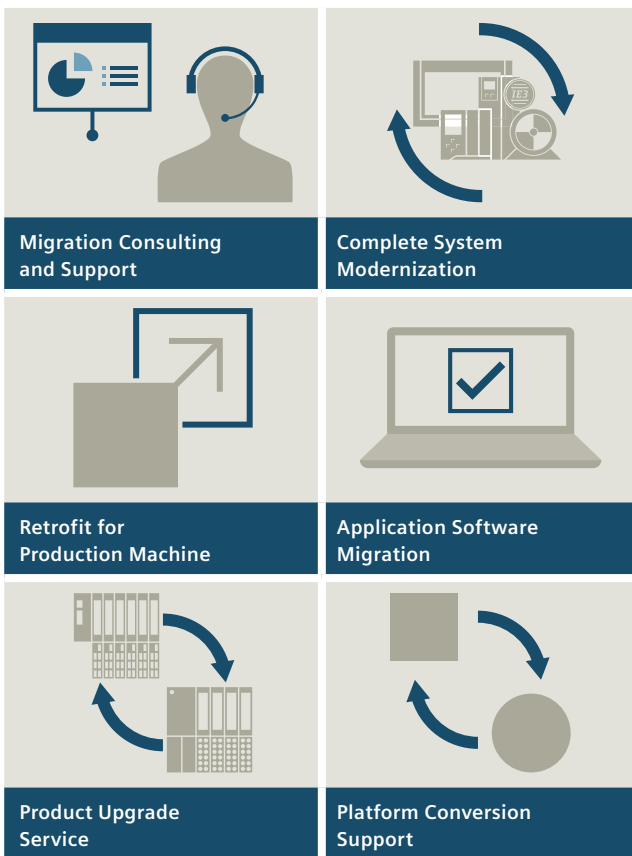 IE3
Migration Consulting
and Support
Complete System
Modernization
Retrofit for
Production Machine
Application Software
Migration
Product Upgrade
Service
Platform Conversion
Support